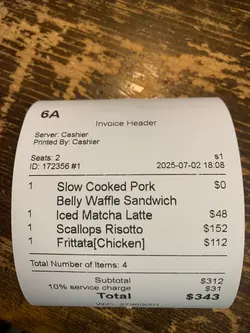 6A
Invoice Header
Server: Cashier
Printed By: Cashier
Seats: 2 s1
ID: 172356 #1 2025-07-02 18:08
1 Slow Cooked Pork $0
Belly Waffle Sandwich
1 Iced Matcha Latte $48
1 Scallops Risotto $152
1 Frittata[Chicken] $112
Total Number of Items: 4
Subtotal $312
10% service charge $31
Total $343